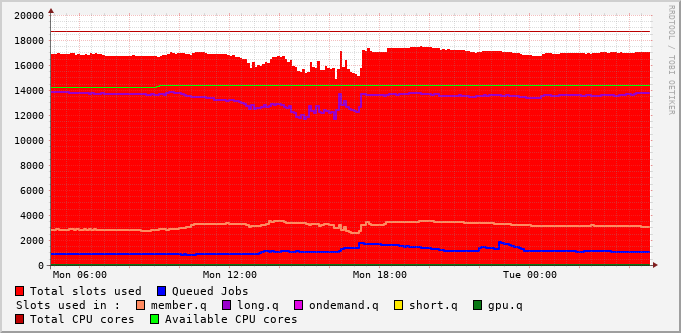 20000
18000
16000
14000
12000
10000
8000
6000
4000
2000
0
Mon 06:00 Mon 12:00 Mon 18:00 Tue 00:00
RRDTOOL / TOBI OETIKER
Total slots used Queued Jobs
Slots used in : member.q long.q ondemand.q short.q gpu.q
Total CPU cores Available CPU cores